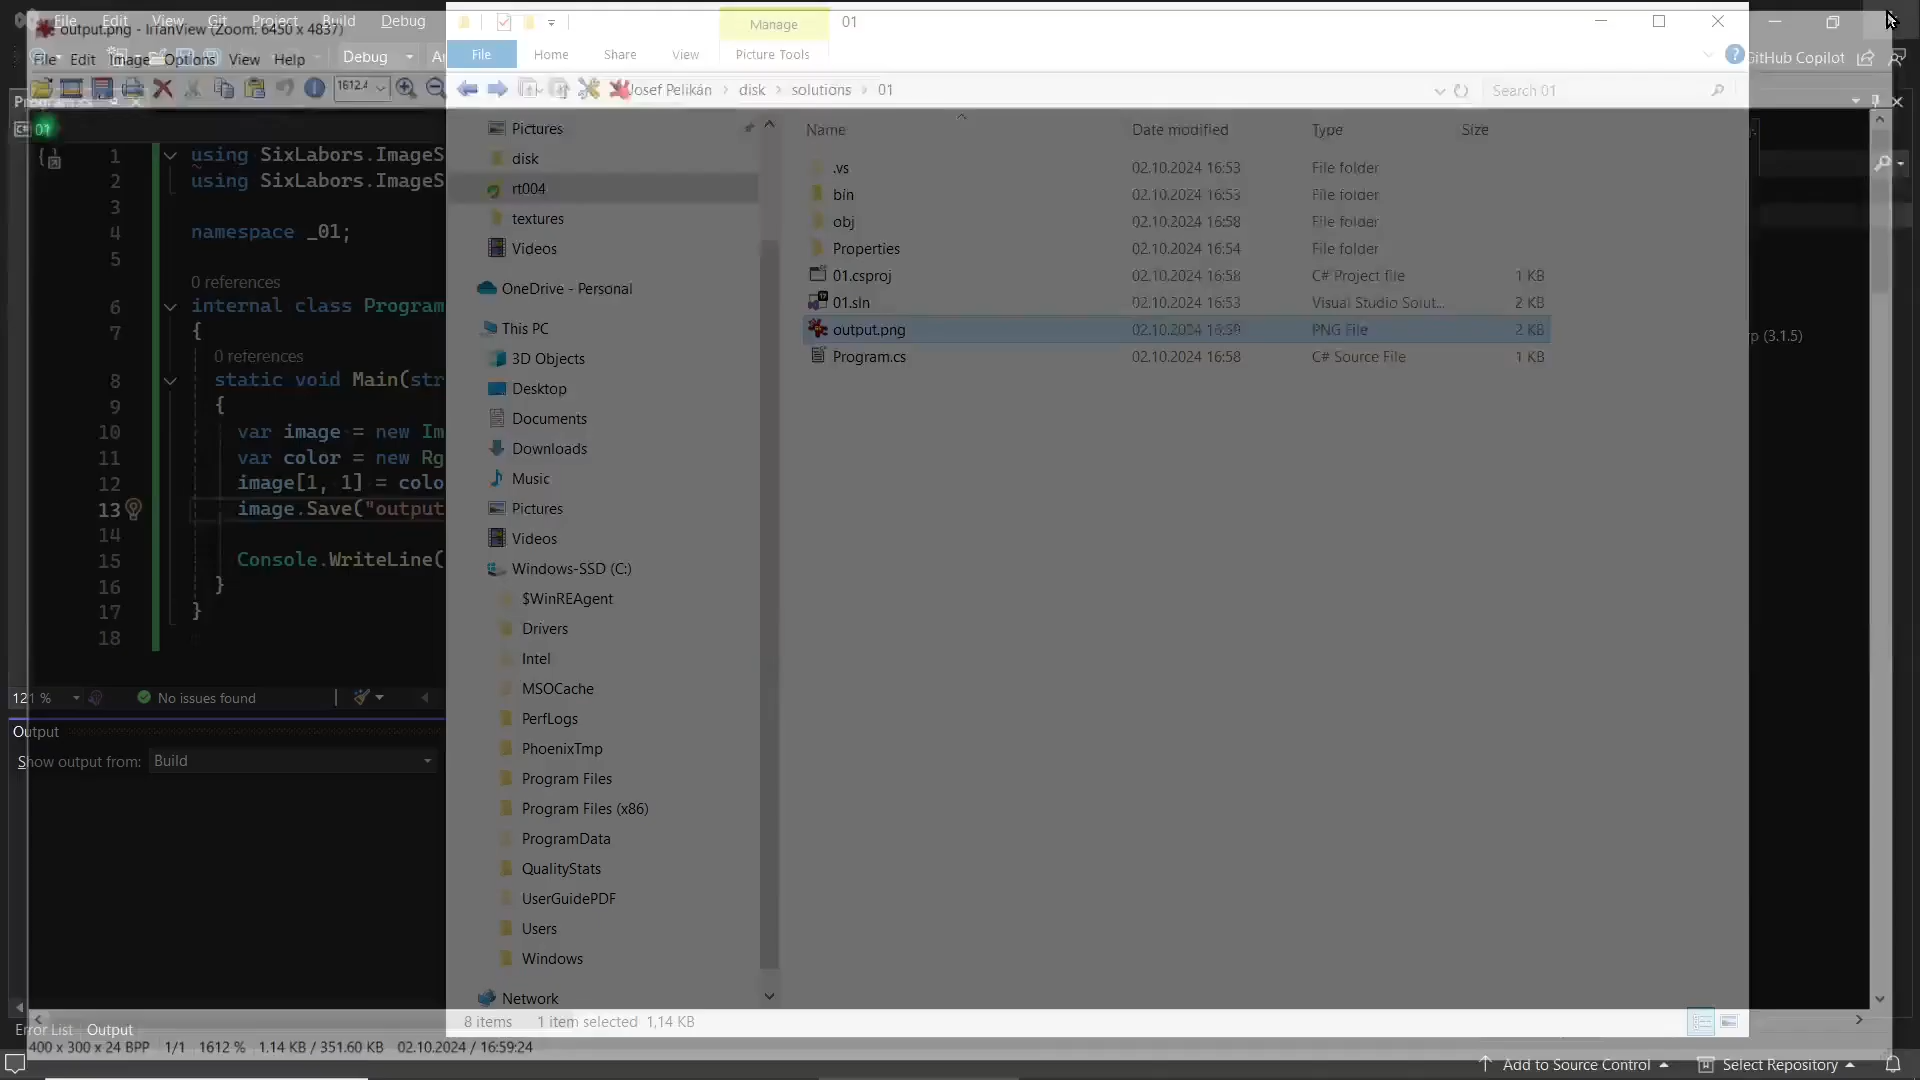 File Edit View Git Project Build Debug
output.png - IrfanView (Zoom: 6450 x 4837)
File Edit Image Options View Help
Debug
1612.4
01
using SixLabors.ImageS
using SixLabors.ImageS
namespace _01;
0 references
internal class Program
{
0 references
static void Main(str
{
var image = new Im
var color = new Rg
image[1, 1] = colo
image.Save("output
Console.WriteLine(
}
}
1
2
3
4
5
6
7
8
9
10
11
12
13
14
15
16
17
18
121 %
No issues found
Output
Show output from: Build
Error List Output
400 x 300 x 24 BPP 1/1 1612 % 1.14 KB / 351.60 KB 02.10.2024 / 16:59:24
Manage 01
File Home Share View Picture Tools
Josef Pelikán > disk > solutions > 01
Search 01
Pictures
disk
rt004
textures
Videos
OneDrive - Personal
This PC
3D Objects
Desktop
Documents
Downloads
Music
Pictures
Videos
Windows-SSD (C:)
$WinREAgent
Drivers
Intel
MSOCache
PerfLogs
PhoenixTmp
Program Files
Program Files (x86)
ProgramData
QualityStats
UserGuidePDF
Users
Windows
Network
Name Date modified Type Size
.vs 02.10.2024 16:53 File folder
bin 02.10.2024 16:53 File folder
obj 02.10.2024 16:58 File folder
Properties 02.10.2024 16:54 File folder
01.csproj 02.10.2024 16:58 C# Project file 1 KB
01.sln 02.10.2024 16:53 Visual Studio Solut... 2 KB
output.png 02.10.2024 16:59 PNG File 2 KB
Program.cs 02.10.2024 16:58 C# Source File 1 KB
8 items 1 item selected 1,14 KB
GitHub Copilot
(3.1.5)
Add to Source Control Select Repository